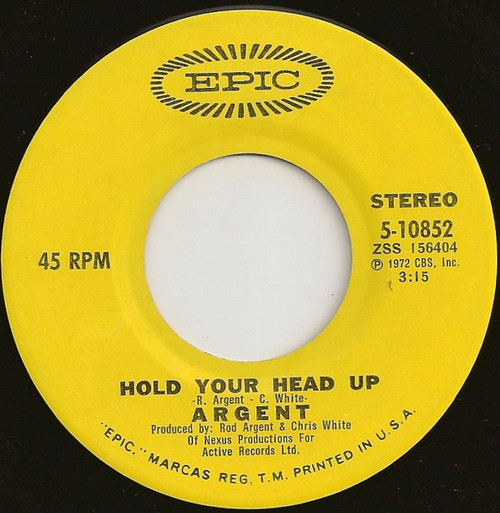 EPIC
STEREO
5-10852
ZSS 156404
℗ 1972 CBS, Inc.
3:15
45 RPM
HOLD YOUR HEAD UP
-R. Argent - C. White-
ARGENT
Produced by: Rod Argent & Chris White
Of Nexus Productions For
Active Records Ltd.
"EPIC," MARCAS REG. T.M. PRINTED IN U.S.A.